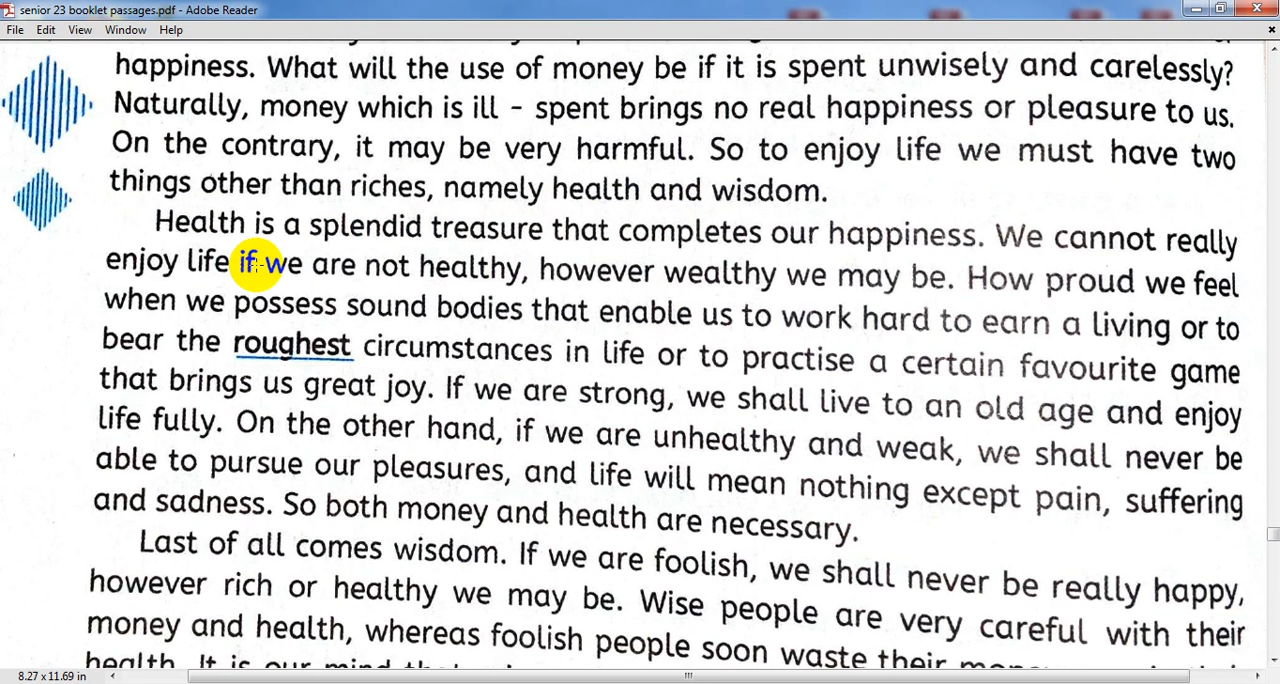 senior 23 booklet passages.pdf - Adobe Reader
File Edit View Window Help
happiness. What will the use of money be if it is spent unwisely and carelessly?
Naturally, money which is ill - spent brings no real happiness or pleasure to us.
On the contrary, it may be very harmful. So to enjoy life we must have two
things other than riches, namely health and wisdom.
Health is a splendid treasure that completes our happiness. We cannot really
enjoy life if we are not healthy, however wealthy we may be. How proud we feel
when we possess sound bodies that enable us to work hard to earn a living or to
bear the roughest circumstances in life or to practise a certain favourite game
that brings us great joy. If we are strong, we shall live to an old age and enjoy
life fully. On the other hand, if we are unhealthy and weak, we shall never be
able to pursue our pleasures, and life will mean nothing except pain, suffering
and sadness. So both money and health are necessary.
Last of all comes wisdom. If we are foolish, we shall never be really happy,
however rich or healthy we may be. Wise people are very careful with their
money and health, whereas foolish people soon waste their
health. It is our mind that
8.27 x 11.69 in